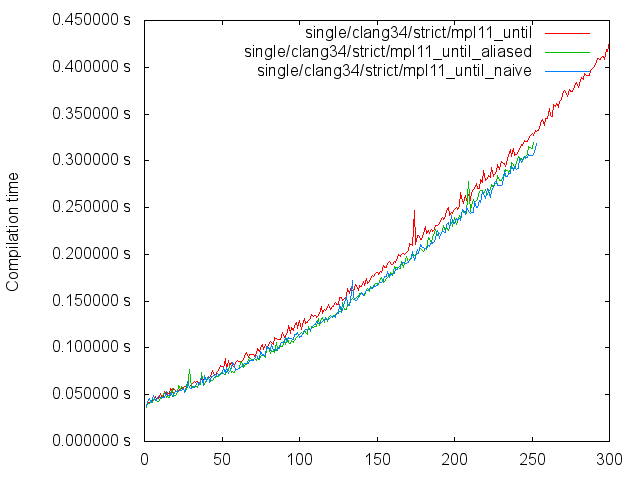 single/clang34/strict/mpl11_until
single/clang34/strict/mpl11_until_aliased
single/clang34/strict/mpl11_until_naive
0.450000 s
0.400000 s
0.350000 s
0.300000 s
0.250000 s
0.200000 s
0.150000 s
0.100000 s
0.050000 s
0.000000 s
Compilation time
0 50 100 150 200 250 300